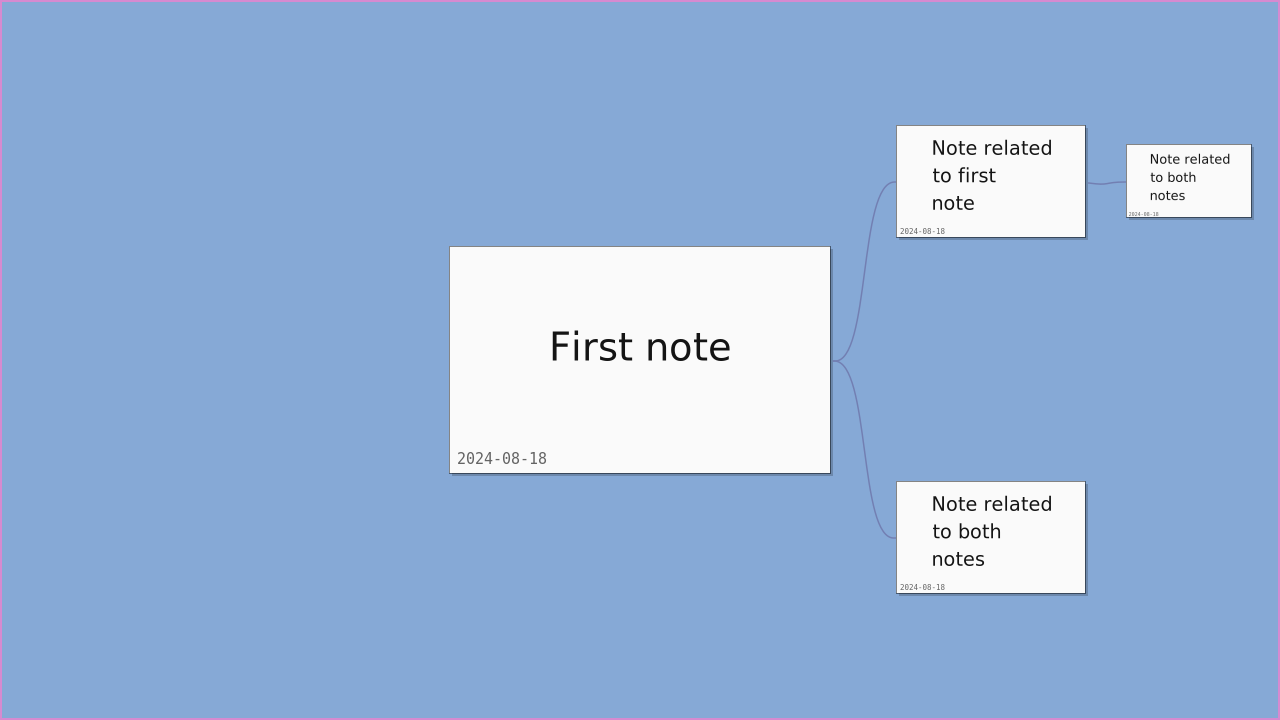 First note
2024-08-18
Note related
to first
note
2024-08-18
Note related
to both
notes
2024-08-18
Note related
to both
notes
2024-08-18